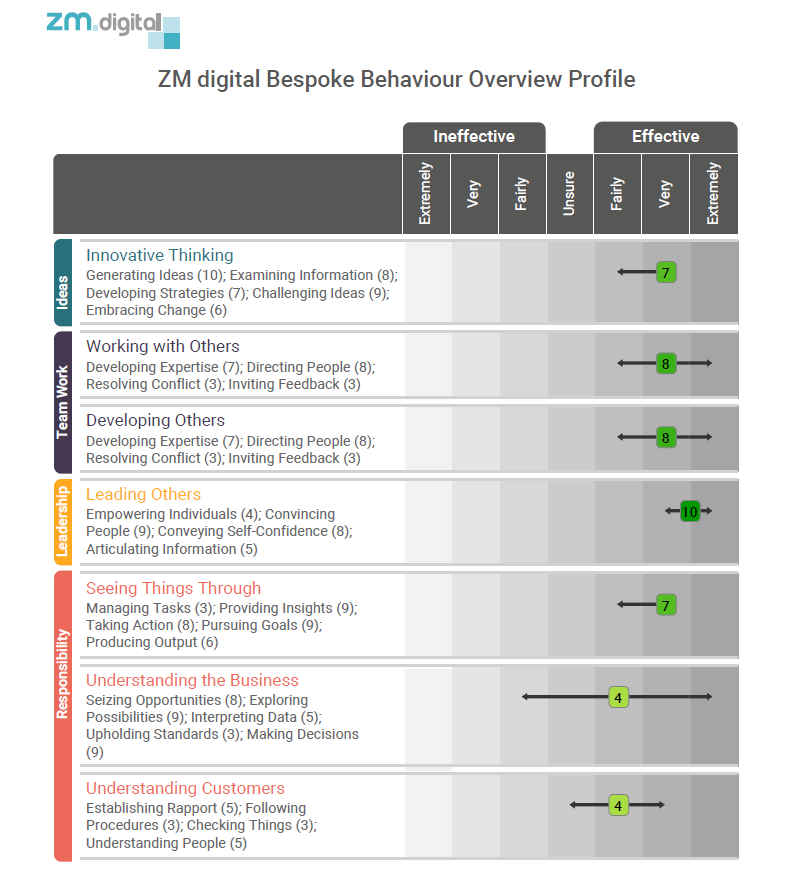 zm.digital
ZM digital Bespoke Behaviour Overview Profile
Ineffective
Effective
Extremely
Very
Fairly
Unsure
Fairly
Very
Extremely
Ideas
Innovative Thinking
Generating Ideas (10); Examining Information (8);
Developing Strategies (7); Challenging Ideas (9);
Embracing Change (6)
7
Team Work
Working with Others
Developing Expertise (7); Directing People (8);
Resolving Conflict (3); Inviting Feedback (3)
8
Developing Others
Developing Expertise (7); Directing People (8);
Resolving Conflict (3); Inviting Feedback (3)
8
Leadership
Leading Others
Empowering Individuals (4); Convincing
People (9); Conveying Self-Confidence (8);
Articulating Information (5)
10
Responsibility
Seeing Things Through
Managing Tasks (3); Providing Insights (9);
Taking Action (8); Pursuing Goals (9);
Producing Output (6)
7
Understanding the Business
Seizing Opportunities (8); Exploring
Possibilities (9); Interpreting Data (5);
Upholding Standards (3); Making Decisions
(9)
4
Understanding Customers
Establishing Rapport (5); Following
Procedures (3); Checking Things (3);
Understanding People (5)
4